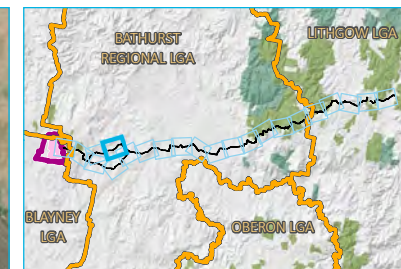 BATHURST
REGIONAL LGA
LITHGOW LGA
BLAYNEY
LGA
OBERON LGA